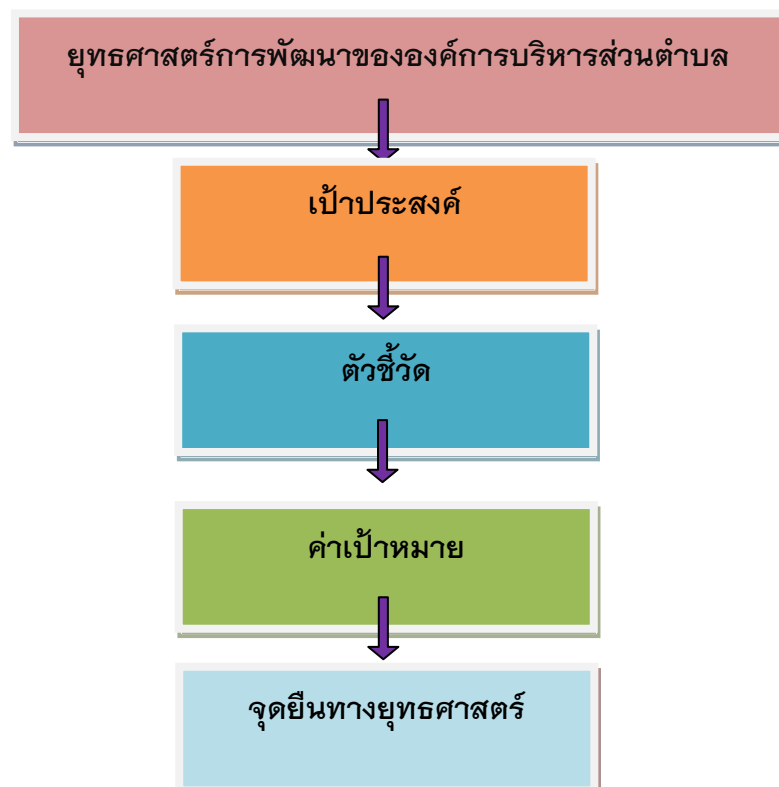 ยุทธศาสตร์การพัฒนาขององค์การบริหารส่วนตำบล
เป้าประสงค์
ตัวชี้วัด
ค่าเป้าหมาย
จุดยืนทางยุทธศาสตร์